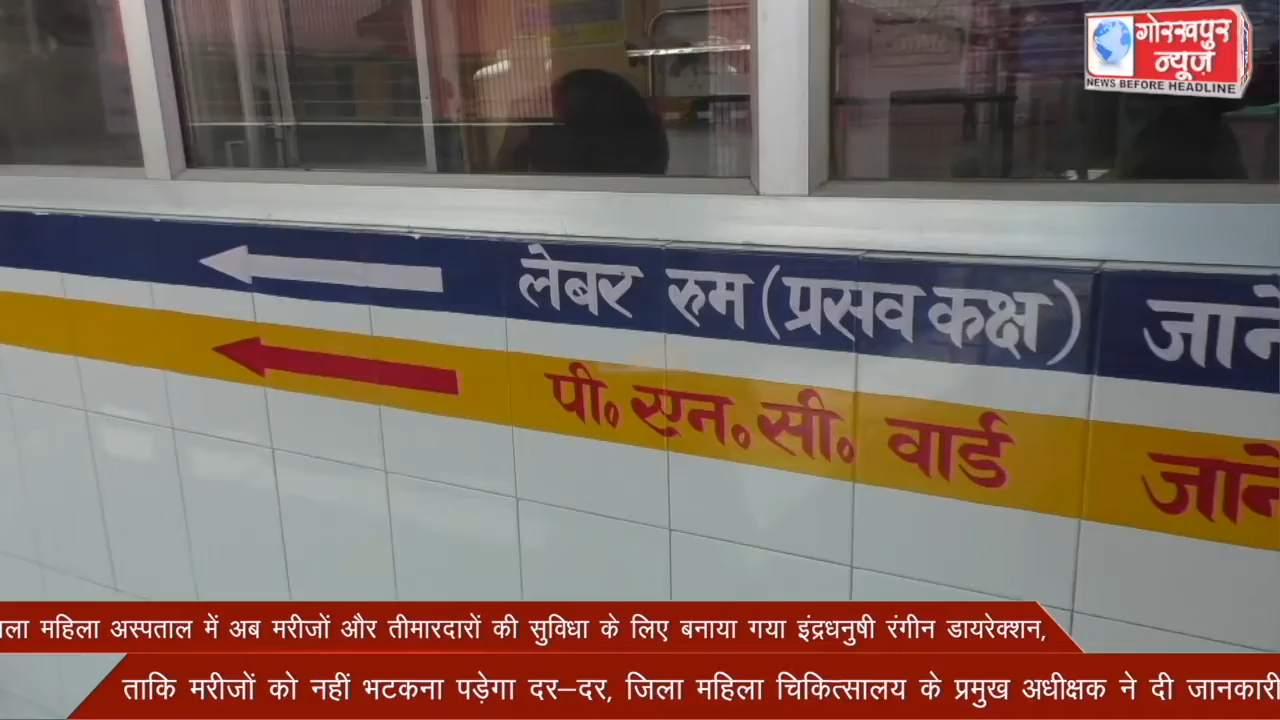 गोरखपुर
न्यूज़
NEWS BEFORE HEADLINE
लेबर रुम (प्रसव कक्ष) जाने
पी. एन. सी. वार्ड जाने
महिला अस्पताल में अब मरीजों और तीमारदारों की सुविधा के लिए बनाया गया इंद्रधनुषी रंगीन डायरेक्शन,
ताकि मरीजों को नहीं भटकना पड़ेगा दर–दर, जिला महिला चिकित्सालय के प्रमुख अधीक्षक ने दी जानकारी